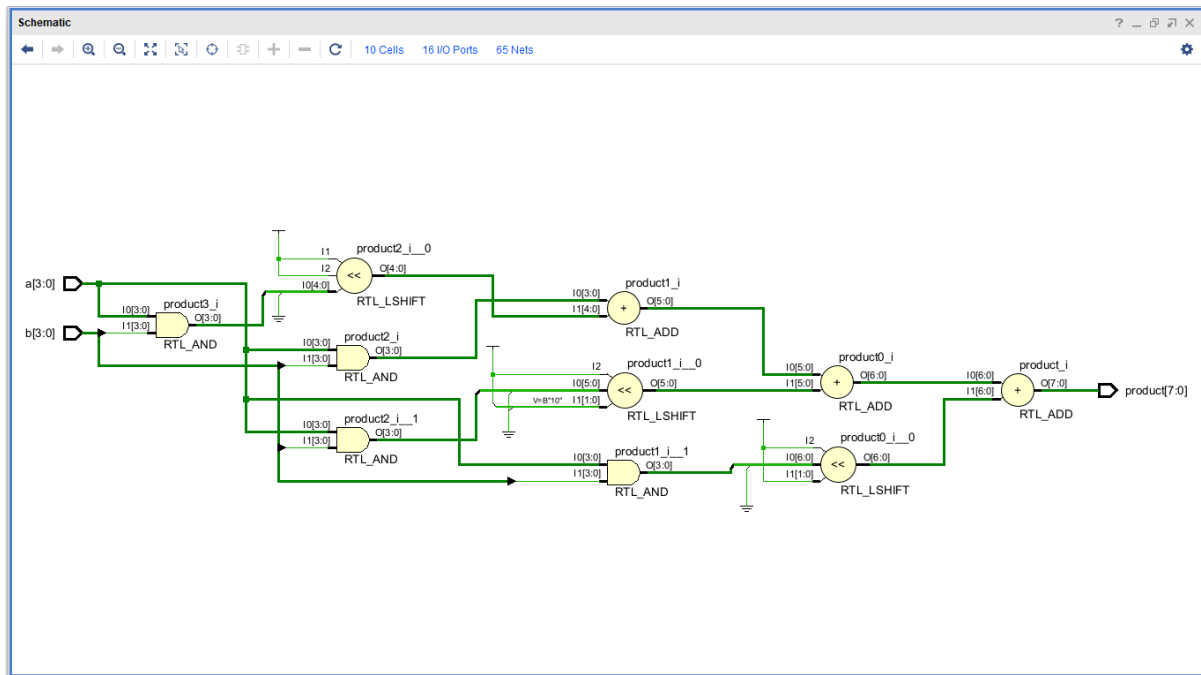 Schematic
10 Cells 16 I/O Ports 65 Nets
product2_i__0
I1
I2 << O[4:0]
I0[4:0]
RTL_LSHIFT
a[3:0]
product3_i
I0[3:0] O[3:0]
b[3:0] I1[3:0]
RTL_AND
product2_i
I0[3:0] O[3:0]
I1[3:0]
RTL_AND
product2_i__1
I0[3:0] O[3:0]
I1[3:0]
RTL_AND
product1_i
I0[3:0] O[5:0]
I1[4:0] +
RTL_ADD
product1_i__0
I2
I0[5:0] << O[5:0]
V=B"10" I1[1:0]
RTL_LSHIFT
product1_i__1
I0[3:0] O[3:0]
I1[3:0]
RTL_AND
product0_i
I0[5:0] + O[6:0]
I1[5:0]
RTL_ADD
product0_i__0
I2
I0[6:0] << O[6:0]
I1[1:0]
RTL_LSHIFT
product_i
I0[6:0] O[7:0]
I1[6:0] + product[7:0]
RTL_ADD